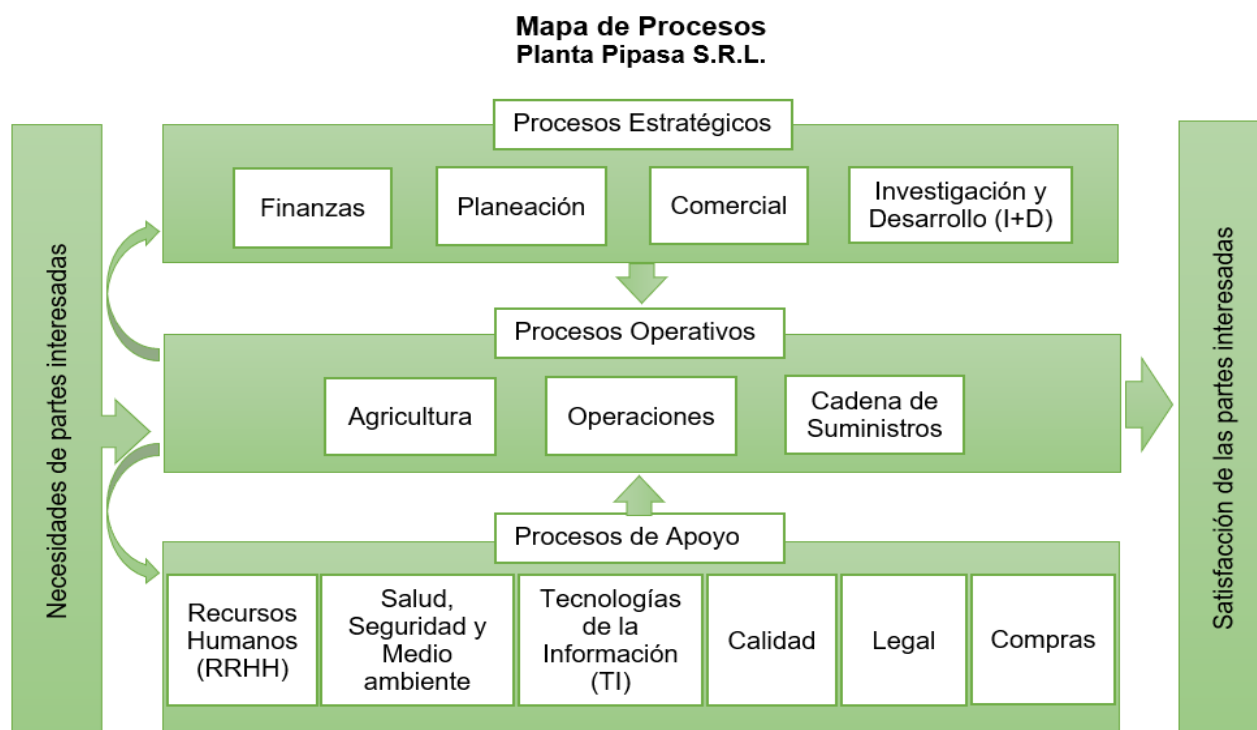 Mapa de Procesos
Planta Pipasa S.R.L.
Necesidades de partes interesadas
Procesos Estratégicos
Finanzas
Planeación
Comercial
Investigación y
Desarrollo (I+D)
Procesos Operativos
Agricultura
Operaciones
Cadena de
Suministros
Procesos de Apoyo
Recursos
Humanos
(RRHH)
Salud,
Seguridad y
Medio
ambiente
Tecnologías
de la
Información
(TI)
Calidad
Legal
Compras
Satisfacción de las partes interesadas